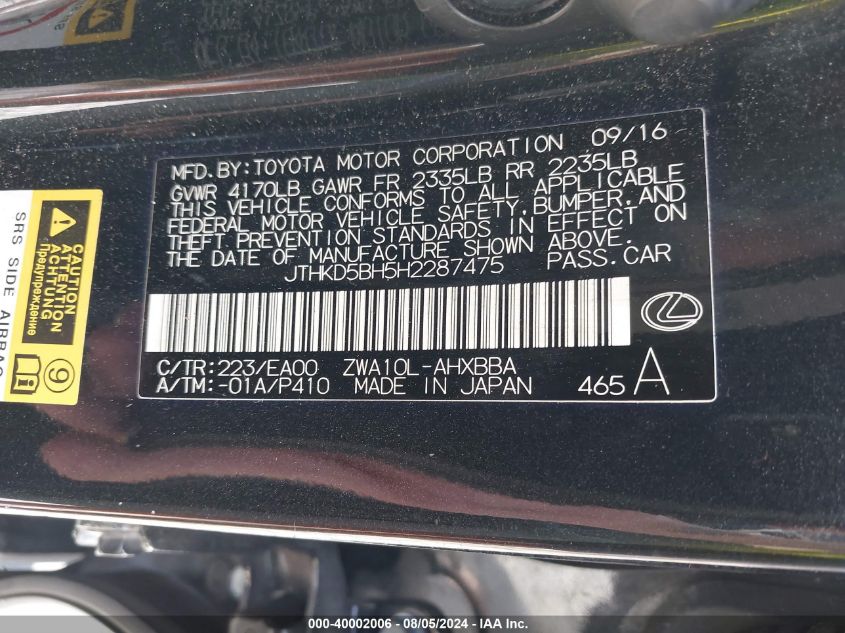 MFD. BY: TOYOTA MOTOR CORPORATION 09/16
GVWR 4170LB GAWR FR 2335LB RR 2235LB
THIS VEHICLE CONFORMS TO ALL APPLICABLE
FEDERAL MOTOR VEHICLE SAFETY, BUMPER, AND
THEFT PREVENTION STANDARDS IN EFFECT ON
THE DATE OF MANUFACTURE SHOWN ABOVE.
JTHKD5BH5H2287475 PASS. CAR
C/TR: 223/EA00 ZWA10L-AHXBBA
A/TM: -01A/P410 MADE IN JAPAN 465 A
CAUTION
ATTENTION
ACHTUNG
Предупреждение
SRS SIDE AIRBAG
9
000-40002006 - 08/05/2024 - IAA Inc.